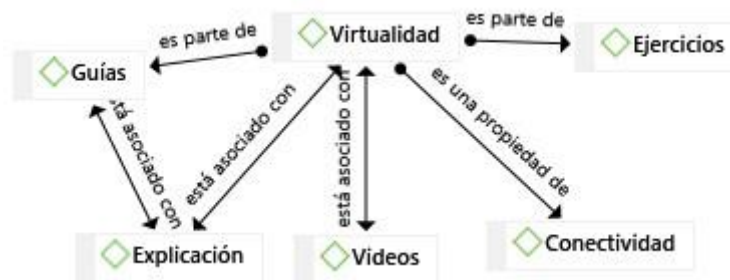 es parte de
Virtualidad
es parte de
Ejercicios
Guías
está asociado con
está asociado con
está asociado con
es una propiedad de
Explicación
Videos
Conectividad